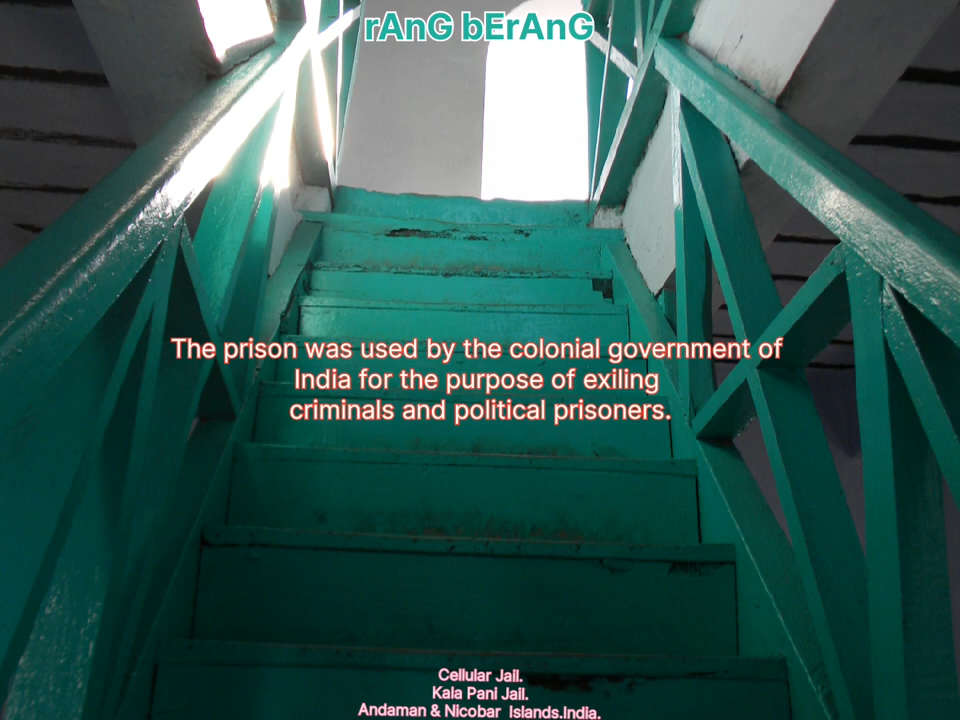 rAnG bErAnG
The prison was used by the colonial government of
India for the purpose of exiling
criminals and political prisoners.
Cellular Jail.
Kala Pani Jail.
Andaman & Nicobar Islands.India.